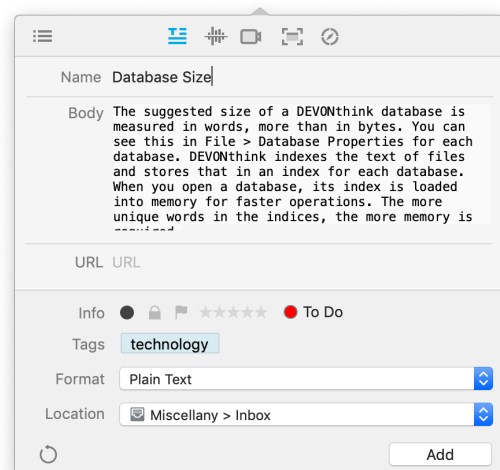 Name Database Size
Body The suggested size of a DEVONthink database is
measured in words, more than in bytes. You can
see this in File > Database Properties for each
database. DEVONthink indexes the text of files
and stores that in an index for each database.
When you open a database, its index is loaded
into memory for faster operations. The more
unique words in the indices, the more memory is
required
URL URL
Info To Do
Tags technology
Format Plain Text
Location Miscellany > Inbox
Add